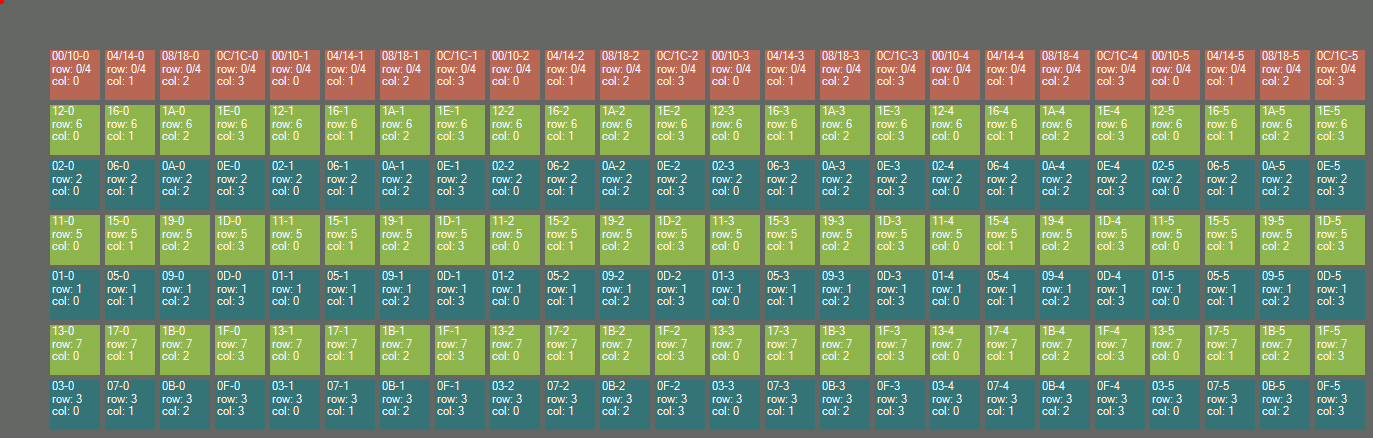 00/10-0 04/14-0 08/18-0 0C/1C-0 00/10-1 04/14-1 08/18-1 0C/1C-1 00/10-2 04/14-2 08/18-2 0C/1C-2 00/10-3 04/14-3 08/18-3 0C/1C-3 00/10-4 04/14-4 08/18-4 0C/1C-4 00/10-5 04/14-5 08/18-5 0C/1C-5
row: 0/4 row: 0/4 row: 0/4 row: 0/4 row: 0/4 row: 0/4 row: 0/4 row: 0/4 row: 0/4 row: 0/4 row: 0/4 row: 0/4 row: 0/4 row: 0/4 row: 0/4 row: 0/4 row: 0/4 row: 0/4 row: 0/4 row: 0/4 row: 0/4 row: 0/4 row: 0/4 row: 0/4
col: 0 col: 1 col: 2 col: 3 col: 0 col: 1 col: 2 col: 3 col: 0 col: 1 col: 2 col: 3 col: 0 col: 1 col: 2 col: 3 col: 0 col: 1 col: 2 col: 3 col: 0 col: 1 col: 2 col: 3
12-0 16-0 1A-0 1E-0 12-1 16-1 1A-1 1E-1 12-2 16-2 1A-2 1E-2 12-3 16-3 1A-3 1E-3 12-4 16-4 1A-4 1E-4 12-5 16-5 1A-5 1E-5
row: 6 row: 6 row: 6 row: 6 row: 6 row: 6 row: 6 row: 6 row: 6 row: 6 row: 6 row: 6 row: 6 row: 6 row: 6 row: 6 row: 6 row: 6 row: 6 row: 6 row: 6 row: 6 row: 6 row: 6
col: 0 col: 1 col: 2 col: 3 col: 0 col: 1 col: 2 col: 3 col: 0 col: 1 col: 2 col: 3 col: 0 col: 1 col: 2 col: 3 col: 0 col: 1 col: 2 col: 3 col: 0 col: 1 col: 2 col: 3
02-0 06-0 0A-0 0E-0 02-1 06-1 0A-1 0E-1 02-2 06-2 0A-2 0E-2 02-3 06-3 0A-3 0E-3 02-4 06-4 0A-4 0E-4 02-5 06-5 0A-5 0E-5
row: 2 row: 2 row: 2 row: 2 row: 2 row: 2 row: 2 row: 2 row: 2 row: 2 row: 2 row: 2 row: 2 row: 2 row: 2 row: 2 row: 2 row: 2 row: 2 row: 2 row: 2 row: 2 row: 2 row: 2
col: 0 col: 1 col: 2 col: 3 col: 0 col: 1 col: 2 col: 3 col: 0 col: 1 col: 2 col: 3 col: 0 col: 1 col: 2 col: 3 col: 0 col: 1 col: 2 col: 3 col: 0 col: 1 col: 2 col: 3
11-0 15-0 19-0 1D-0 11-1 15-1 19-1 1D-1 11-2 15-2 19-2 1D-2 11-3 15-3 19-3 1D-3 11-4 15-4 19-4 1D-4 11-5 15-5 19-5 1D-5
row: 5 row: 5 row: 5 row: 5 row: 5 row: 5 row: 5 row: 5 row: 5 row: 5 row: 5 row: 5 row: 5 row: 5 row: 5 row: 5 row: 5 row: 5 row: 5 row: 5 row: 5 row: 5 row: 5 row: 5
col: 0 col: 1 col: 2 col: 3 col: 0 col: 1 col: 2 col: 3 col: 0 col: 1 col: 2 col: 3 col: 0 col: 1 col: 2 col: 3 col: 0 col: 1 col: 2 col: 3 col: 0 col: 1 col: 2 col: 3
01-0 05-0 09-0 0D-0 01-1 05-1 09-1 0D-1 01-2 05-2 09-2 0D-2 01-3 05-3 09-3 0D-3 01-4 05-4 09-4 0D-4 01-5 05-5 09-5 0D-5
row: 1 row: 1 row: 1 row: 1 row: 1 row: 1 row: 1 row: 1 row: 1 row: 1 row: 1 row: 1 row: 1 row: 1 row: 1 row: 1 row: 1 row: 1 row: 1 row: 1 row: 1 row: 1 row: 1 row: 1
col: 0 col: 1 col: 2 col: 3 col: 0 col: 1 col: 2 col: 3 col: 0 col: 1 col: 2 col: 3 col: 0 col: 1 col: 2 col: 3 col: 0 col: 1 col: 2 col: 3 col: 0 col: 1 col: 2 col: 3
13-0 17-0 1B-0 1F-0 13-1 17-1 1B-1 1F-1 13-2 17-2 1B-2 1F-2 13-3 17-3 1B-3 1F-3 13-4 17-4 1B-4 1F-4 13-5 17-5 1B-5 1F-5
row: 7 row: 7 row: 7 row: 7 row: 7 row: 7 row: 7 row: 7 row: 7 row: 7 row: 7 row: 7 row: 7 row: 7 row: 7 row: 7 row: 7 row: 7 row: 7 row: 7 row: 7 row: 7 row: 7 row: 7
col: 0 col: 1 col: 2 col: 3 col: 0 col: 1 col: 2 col: 3 col: 0 col: 1 col: 2 col: 3 col: 0 col: 1 col: 2 col: 3 col: 0 col: 1 col: 2 col: 3 col: 0 col: 1 col: 2 col: 3
03-0 07-0 0B-0 0F-0 03-1 07-1 0B-1 0F-1 03-2 07-2 0B-2 0F-2 03-3 07-3 0B-3 0F-3 03-4 07-4 0B-4 0F-4 03-5 07-5 0B-5 0F-5
row: 3 row: 3 row: 3 row: 3 row: 3 row: 3 row: 3 row: 3 row: 3 row: 3 row: 3 row: 3 row: 3 row: 3 row: 3 row: 3 row: 3 row: 3 row: 3 row: 3 row: 3 row: 3 row: 3 row: 3
col: 0 col: 1 col: 2 col: 3 col: 0 col: 1 col: 2 col: 3 col: 0 col: 1 col: 2 col: 3 col: 0 col: 1 col: 2 col: 3 col: 0 col: 1 col: 2 col: 3 col: 0 col: 1 col: 2 col: 3